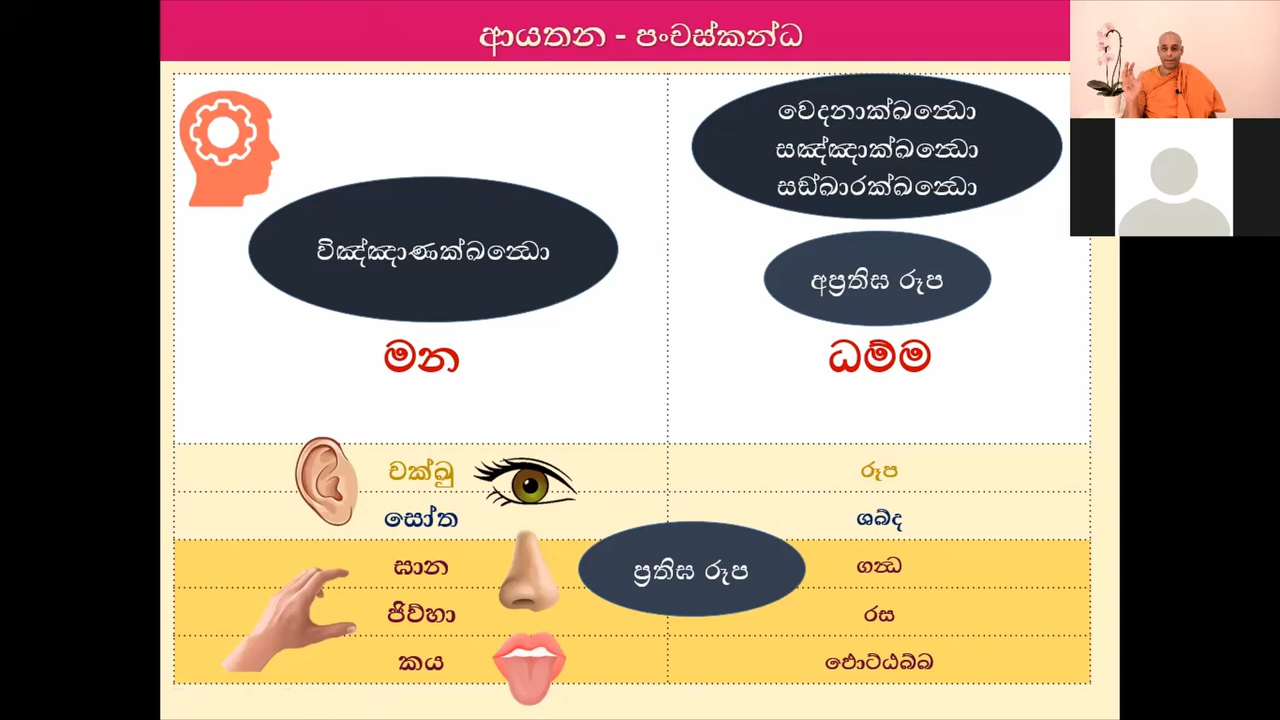 ආයතන - පංචස්කන්ධ
වෙදනාක්ඛන්ධො
සඤ්ඤාක්ඛන්ධො
සඞ්ඛාරක්ඛන්ධො
විඤ්ඤාණක්ඛන්ධො
අප්‍රතිඝ රූප
මන
ධම්ම
චක්ඛු
රූප
සෝත
ශබ්ද
ඝාන
ප්‍රතිඝ රූප
ගන්ධ
ජිව්හා
රස
කය
ඵොට්ඨබ්බ